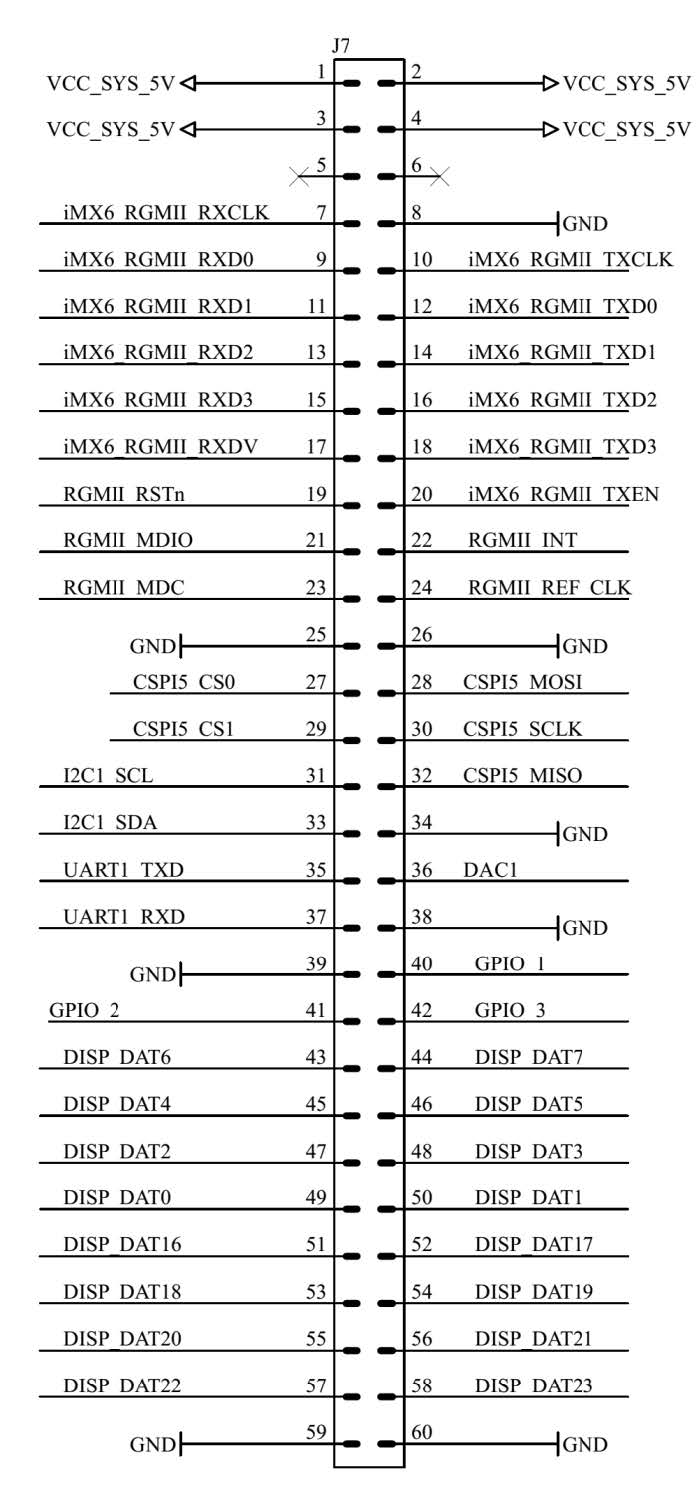 J7
VCC_SYS_5V 1 2 VCC_SYS_5V
VCC_SYS_5V 3 4 VCC_SYS_5V
5 6
iMX6_RGMII_RXCLK 7 8 GND
iMX6_RGMII_RXD0 9 10 iMX6_RGMII_TXCLK
iMX6_RGMII_RXD1 11 12 iMX6_RGMII_TXD0
iMX6_RGMII_RXD2 13 14 iMX6_RGMII_TXD1
iMX6_RGMII_RXD3 15 16 iMX6_RGMII_TXD2
iMX6_RGMII_RXDV 17 18 iMX6_RGMII_TXD3
RGMII_RSTn 19 20 iMX6_RGMII_TXEN
RGMII_MDIO 21 22 RGMII_INT
RGMII_MDC 23 24 RGMII_REF_CLK
GND 25 26 GND
CSPI5_CS0 27 28 CSPI5_MOSI
CSPI5_CS1 29 30 CSPI5_SCLK
I2C1_SCL 31 32 CSPI5_MISO
I2C1_SDA 33 34 GND
UART1_TXD 35 36 DAC1
UART1_RXD 37 38 GND
GND 39 40 GPIO_1
GPIO_2 41 42 GPIO_3
DISP_DAT6 43 44 DISP_DAT7
DISP_DAT4 45 46 DISP_DAT5
DISP_DAT2 47 48 DISP_DAT3
DISP_DAT0 49 50 DISP_DAT1
DISP_DAT16 51 52 DISP_DAT17
DISP_DAT18 53 54 DISP_DAT19
DISP_DAT20 55 56 DISP_DAT21
DISP_DAT22 57 58 DISP_DAT23
GND 59 60 GND